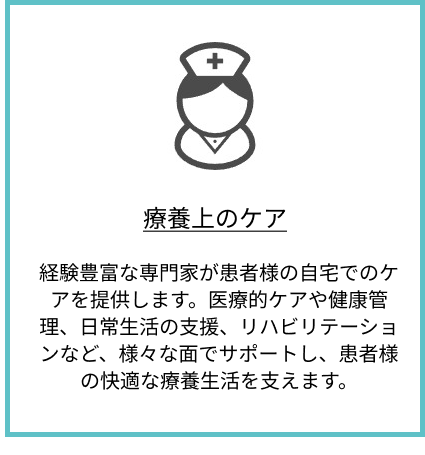 療養上のケア
経験豊富な専門家が患者様の自宅でのケ
アを提供します。医療的ケアや健康管
理、日常生活の支援、リハビリテーショ
ンなど、様々な面でサポートし、患者様
の快適な療養生活を支えます。